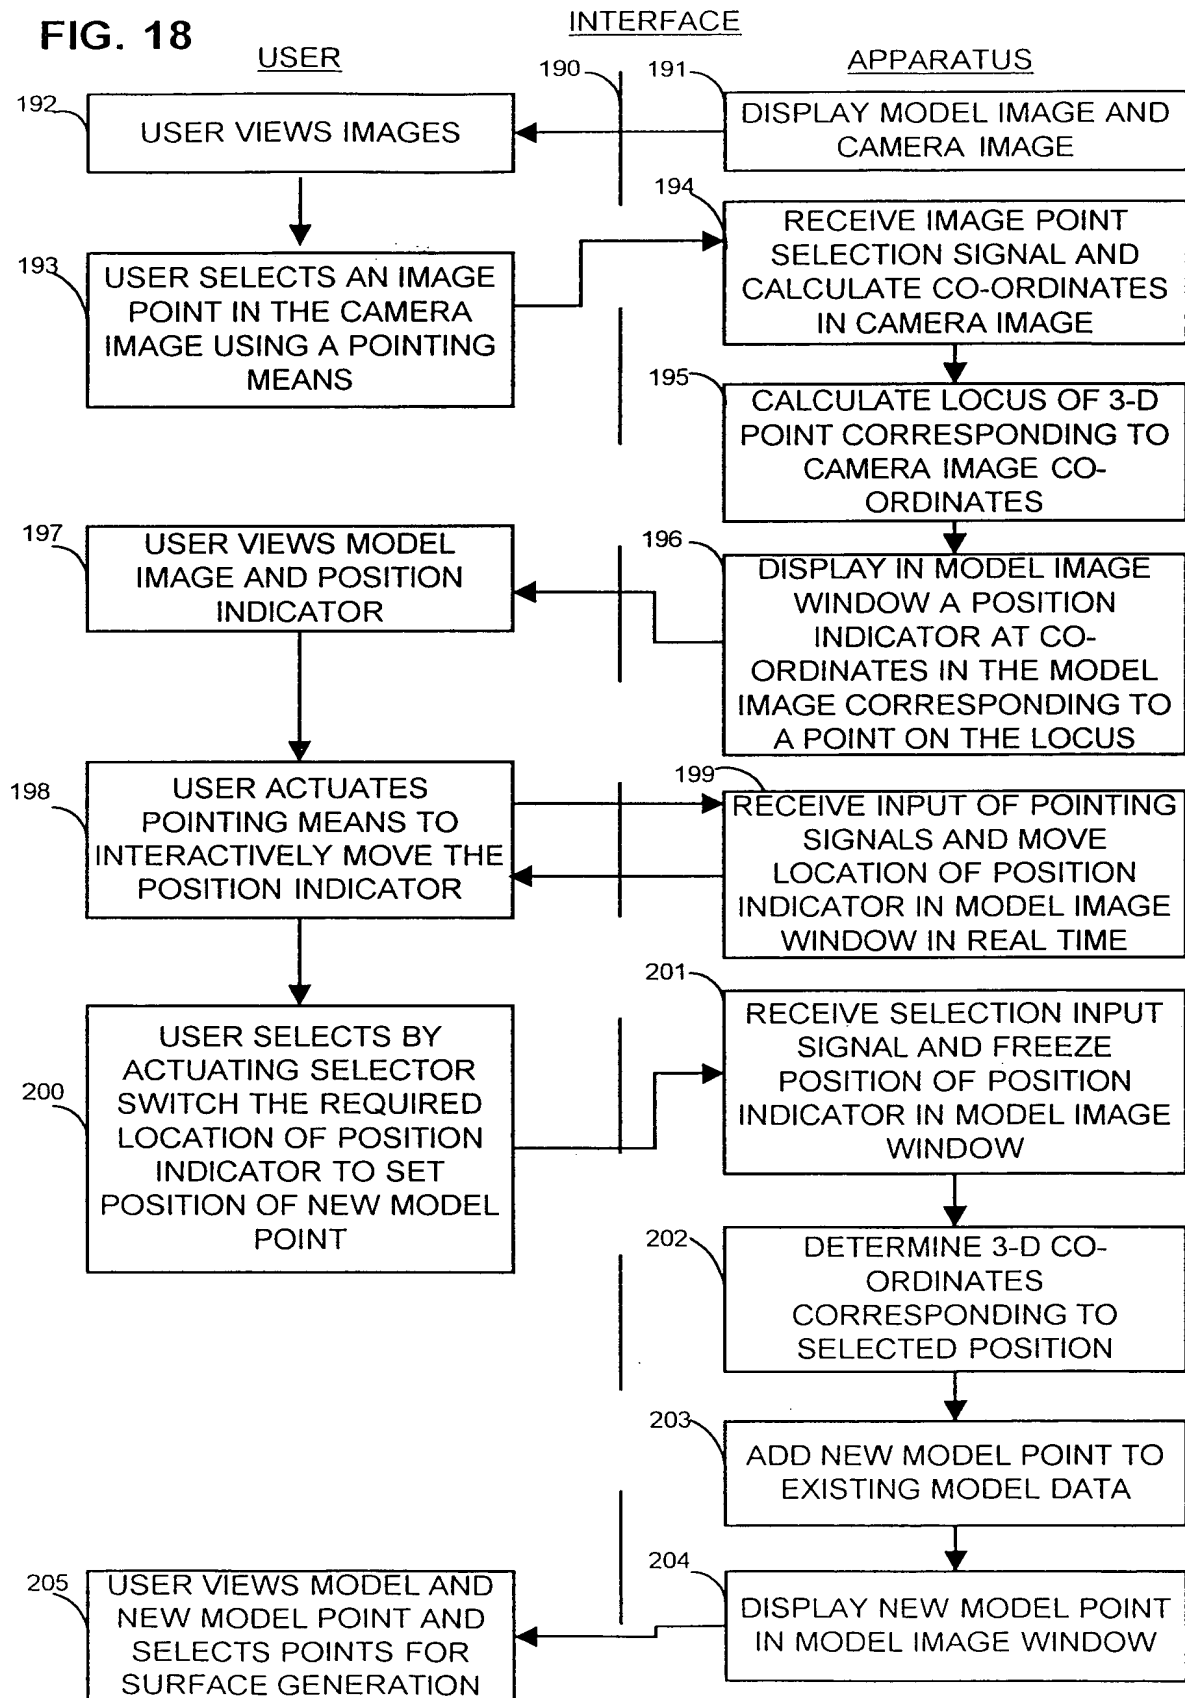 FIG. 18
INTERFACE
USER
APPARATUS
190
191
DISPLAY MODEL IMAGE AND
CAMERA IMAGE
192
USER VIEWS IMAGES
193
USER SELECTS AN IMAGE
POINT IN THE CAMERA
IMAGE USING A POINTING
MEANS
194
RECEIVE IMAGE POINT
SELECTION SIGNAL AND
CALCULATE CO-ORDINATES
IN CAMERA IMAGE
195
CALCULATE LOCUS OF 3-D
POINT CORRESPONDING TO
CAMERA IMAGE CO-
ORDINATES
196
DISPLAY IN MODEL IMAGE
WINDOW A POSITION
INDICATOR AT CO-
ORDINATES IN THE MODEL
IMAGE CORRESPONDING TO
A POINT ON THE LOCUS
197
USER VIEWS MODEL
IMAGE AND POSITION
INDICATOR
198
USER ACTUATES
POINTING MEANS TO
INTERACTIVELY MOVE THE
POSITION INDICATOR
199
RECEIVE INPUT OF POINTING
SIGNALS AND MOVE
LOCATION OF POSITION
INDICATOR IN MODEL IMAGE
WINDOW IN REAL TIME
200
USER SELECTS BY
ACTUATING SELECTOR
SWITCH THE REQUIRED
LOCATION OF POSITION
INDICATOR TO SET
POSITION OF NEW MODEL
POINT
201
RECEIVE SELECTION INPUT
SIGNAL AND FREEZE
POSITION OF POSITION
INDICATOR IN MODEL IMAGE
WINDOW
202
DETERMINE 3-D CO-
ORDINATES
CORRESPONDING TO
SELECTED POSITION
203
ADD NEW MODEL POINT TO
EXISTING MODEL DATA
204
DISPLAY NEW MODEL POINT
IN MODEL IMAGE WINDOW
205
USER VIEWS MODEL AND
NEW MODEL POINT AND
SELECTS POINTS FOR
SURFACE GENERATION